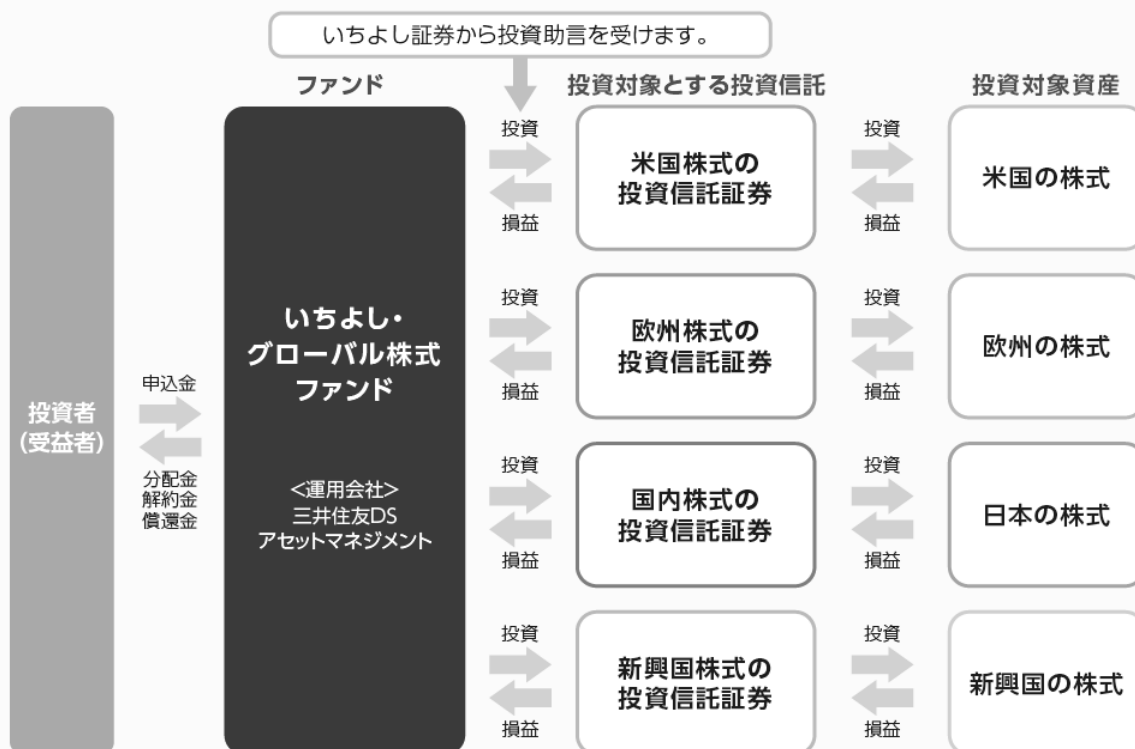 いちよし証券から投資助言を受けます。
ファンド
投資対象とする投資信託
投資対象資産
投資者
(受益者)
申込金
分配金
解約金
償還金
いちよし・
グローバル株式
ファンド
<運用会社>
三井住友DS
アセットマネジメント
投資
損益
米国株式の
投資信託証券
投資
損益
米国の株式
投資
損益
欧州株式の
投資信託証券
投資
損益
欧州の株式
投資
損益
国内株式の
投資信託証券
投資
損益
日本の株式
投資
損益
新興国株式の
投資信託証券
投資
損益
新興国の株式